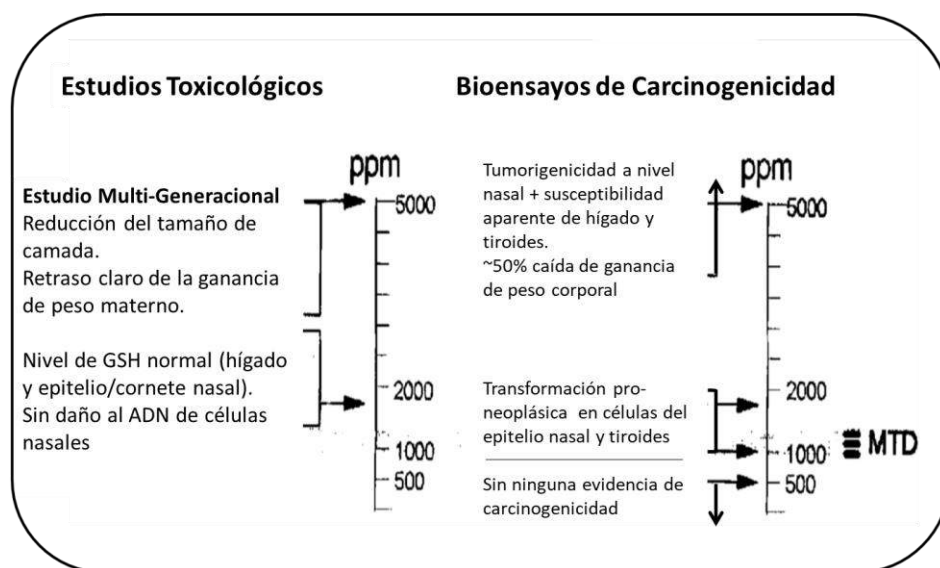 Estudios Toxicológicos
ppm
Estudio Multi-Generacional
Reducción del tamaño de
camada.
Retraso claro de la ganancia
de peso materno.
Nivel de GSH normal (hígado
y epitelio/cornete nasal).
Sin daño al ADN de células
nasales
5000
2000
1000
500
Bioensayos de Carcinogenicidad
ppm
Tumorigenicidad a nivel
nasal + susceptibilidad
aparente de hígado y
tiroides.
~50% caída de ganancia
de peso corporal
Transformación pro-
neoplásica en células del
epitelio nasal y tiroides
Sin ninguna evidencia de
carcinogenicidad
5000
2000
1000
500
MTD